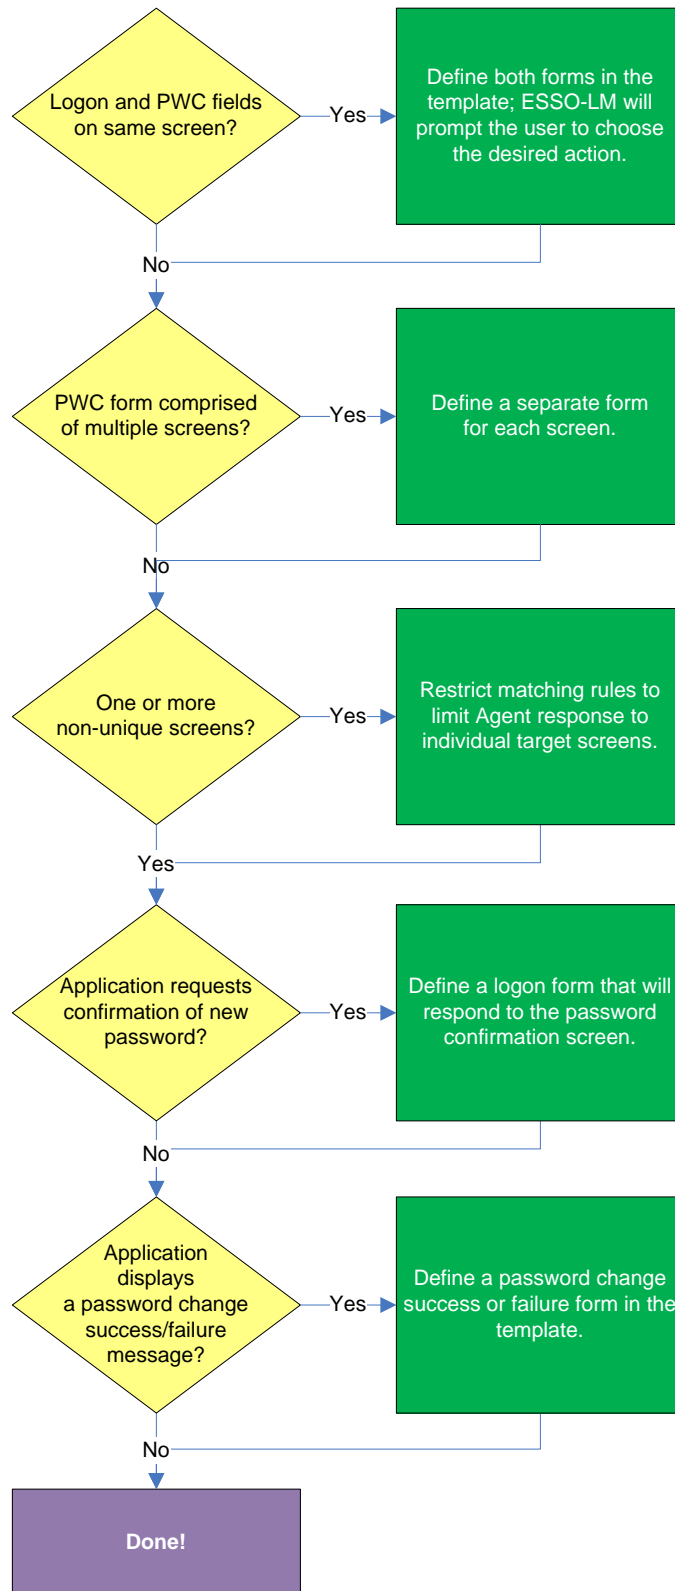 Logon and PWC fields
on same screen?
Yes
Define both forms in the
template; ESSO-LM will
prompt the user to choose
the desired action.
No
PWC form comprised
of multiple screens?
Yes
Define a separate form
for each screen.
No
One or more
non-unique screens?
Yes
Restrict matching rules to
limit Agent response to
individual target screens.
Yes
Application requests
confirmation of new
password?
Yes
Define a logon form that will
respond to the password
confirmation screen.
No
Application
displays
a password change
success/failure
message?
Yes
Define a password change
success or failure form in the
template.
No
Done!